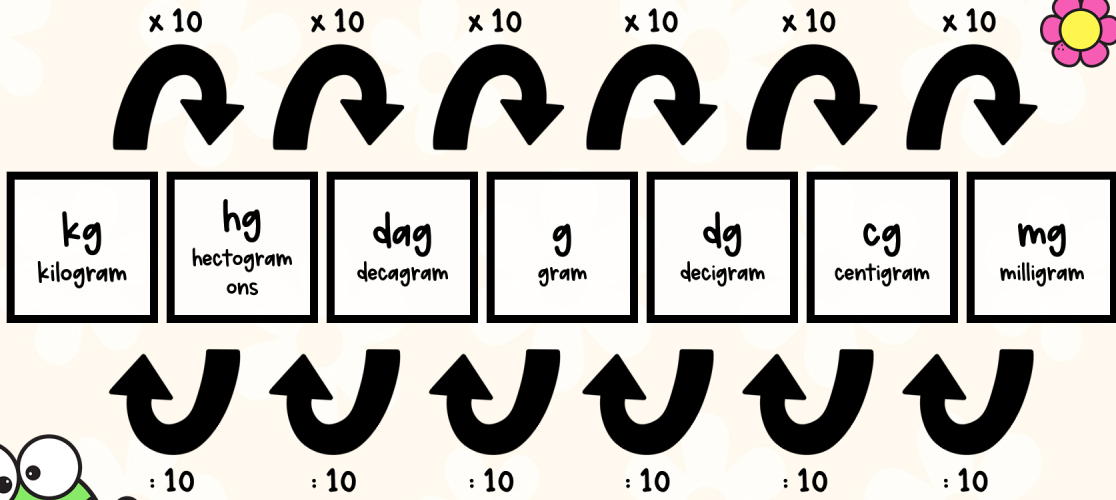 x 10 x 10 x 10 x 10 x 10 x 10
kg
kilogram
hg
hectogram
ons
dag
decagram
g
gram
dg
decigram
cg
centigram
mg
milligram
: 10 : 10 : 10 : 10 : 10 : 10